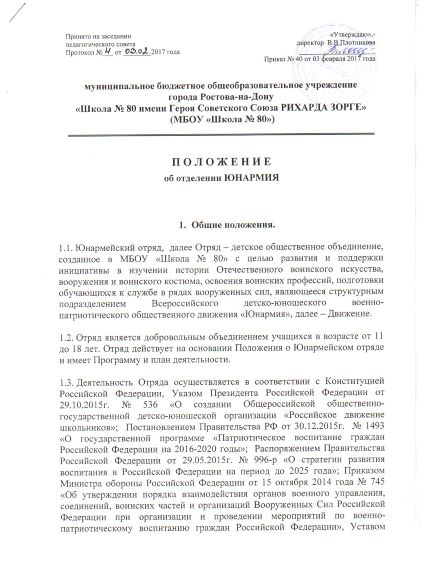 Принято на заседании
педагогического совета
Протокол № 4 от 03.02.2017 года
«Утверждаю»,-
директор В.В.Плотникова
Приказ № 40 от 03 февраля 2017 года
муниципальное бюджетное общеобразовательное учреждение
города Ростова-на-Дону
«Школа № 80 имени Героя Советского Союза РИХАРДА ЗОРГЕ»
(МБОУ «Школа № 80»)
П О Л О Ж Е Н И Е
об отделении ЮНАРМИЯ
1. Общие положения.
1.1. Юнармейский отряд, далее Отряд – детское общественное объединение,
созданное в МБОУ «Школа № 80» с целью развития и поддержки
инициативы в изучении истории Отечественного воинского искусства,
вооружения и воинского костюма, освоения воинских профессий, подготовки
обучающихся к службе в рядах вооруженных сил, являющееся структурным
подразделением Всероссийского детско-юношеского военно-
патриотического общественного движения «Юнармия», далее – Движение.
1.2. Отряд является добровольным объединением учащихся в возрасте от 11
до 18 лет. Отряд действует на основании Положения о Юнармейском отряде
и имеет Программу и план деятельности.
1.3. Деятельность Отряда осуществляется в соответствии с Конституцией
Российской Федерации, Указом Президента Российской Федерации от
29.10.2015г. № 536 «О создании Общероссийской общественно-
государственной детско-юношеской организации «Российское движение
школьников»; Постановлением Правительства РФ от 30.12.2015г. № 1493
«О государственной программе «Патриотическое воспитание граждан
Российской Федерации на 2016-2020 годы»; Распоряжением Правительства
Российской Федерации от 29.05.2015г. № 996-р «О стратегии развития
воспитания в Российской Федерации на период до 2025 года»; Приказом
Министра обороны Российской Федерации от 15 октября 2014 года № 745
«Об утверждении порядка взаимодействия органов военного управления,
соединений, воинских частей и организаций Вооруженных Сил Российской
Федерации при организации и проведении мероприятий по военно-
патриотическому воспитанию граждан Российской Федерации», Уставом